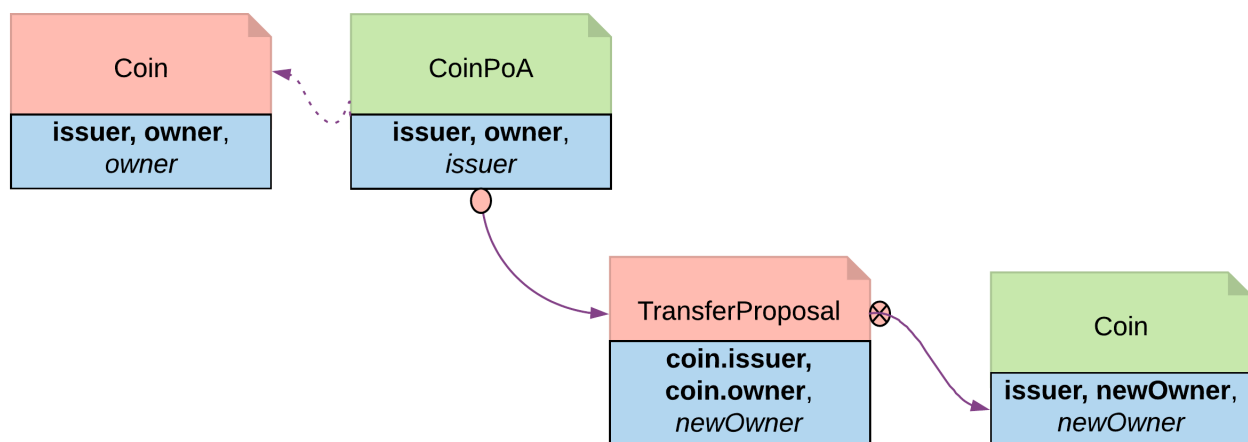 Coin
issuer, owner,
owner
CoinPoA
issuer, owner,
issuer
TransferProposal
coin.issuer,
coin.owner,
newOwner
Coin
issuer, newOwner,
newOwner